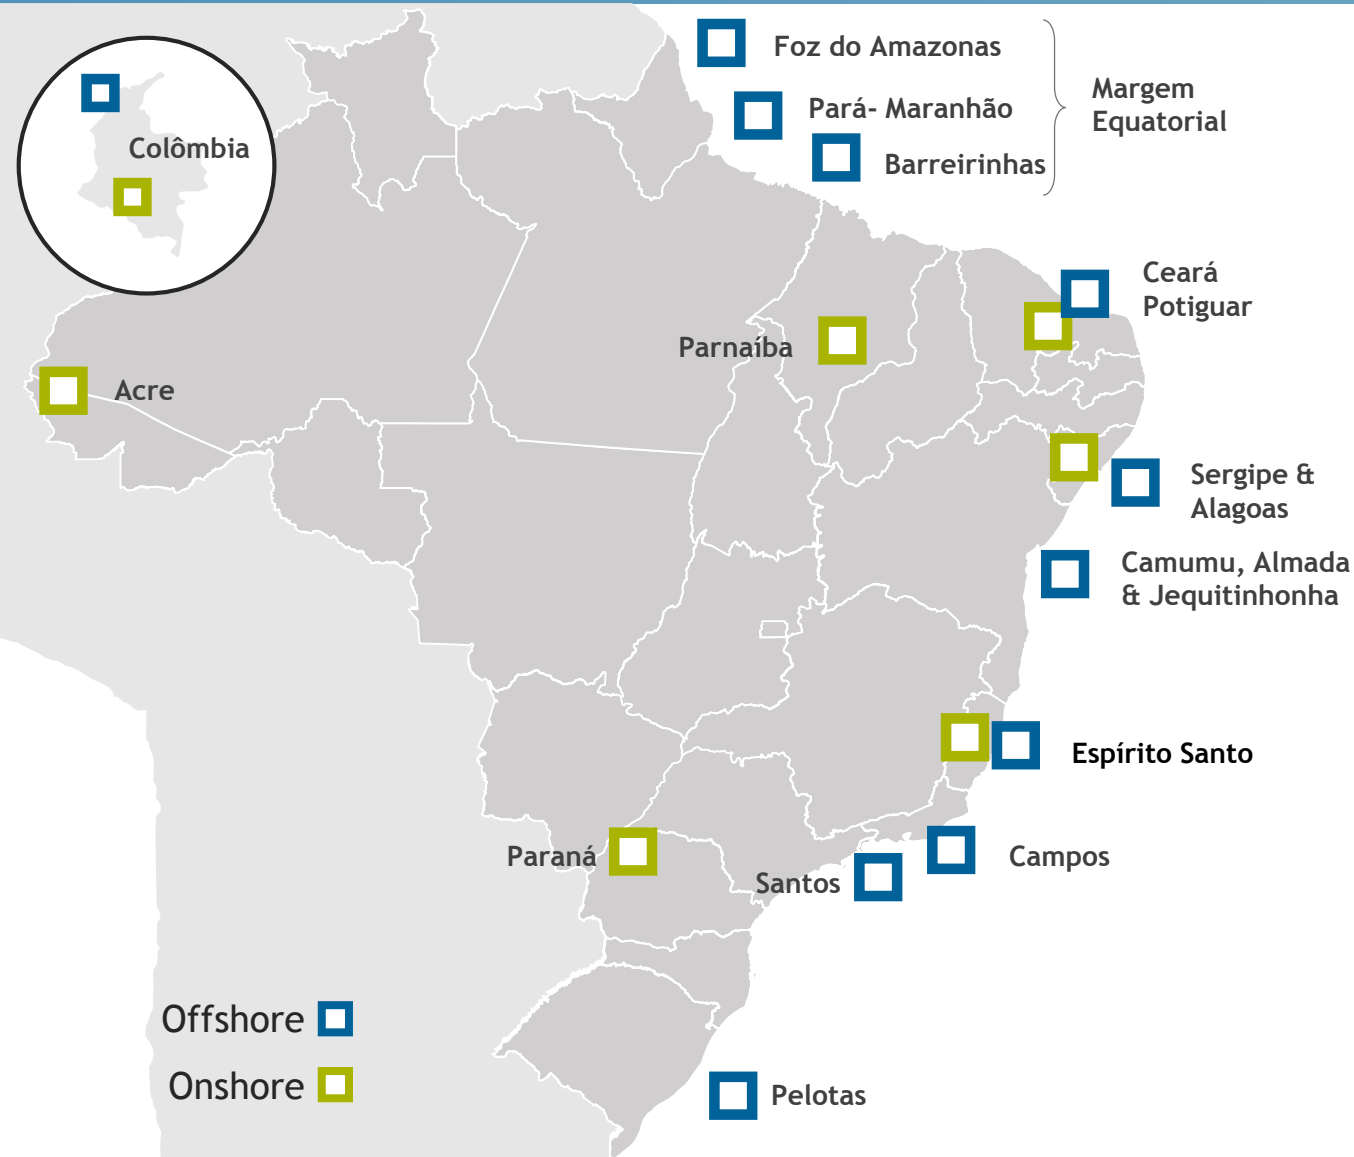 Foz do Amazonas
Pará- Maranhão
Barreirinhas
Margem
Equatorial
Colômbia
Ceará
Potiguar
Parnaíba
Acre
Sergipe &
Alagoas
Camumu, Almada
& Jequitinhonha
Espírito Santo
Paraná
Campos
Santos
Offshore
Onshore
Pelotas